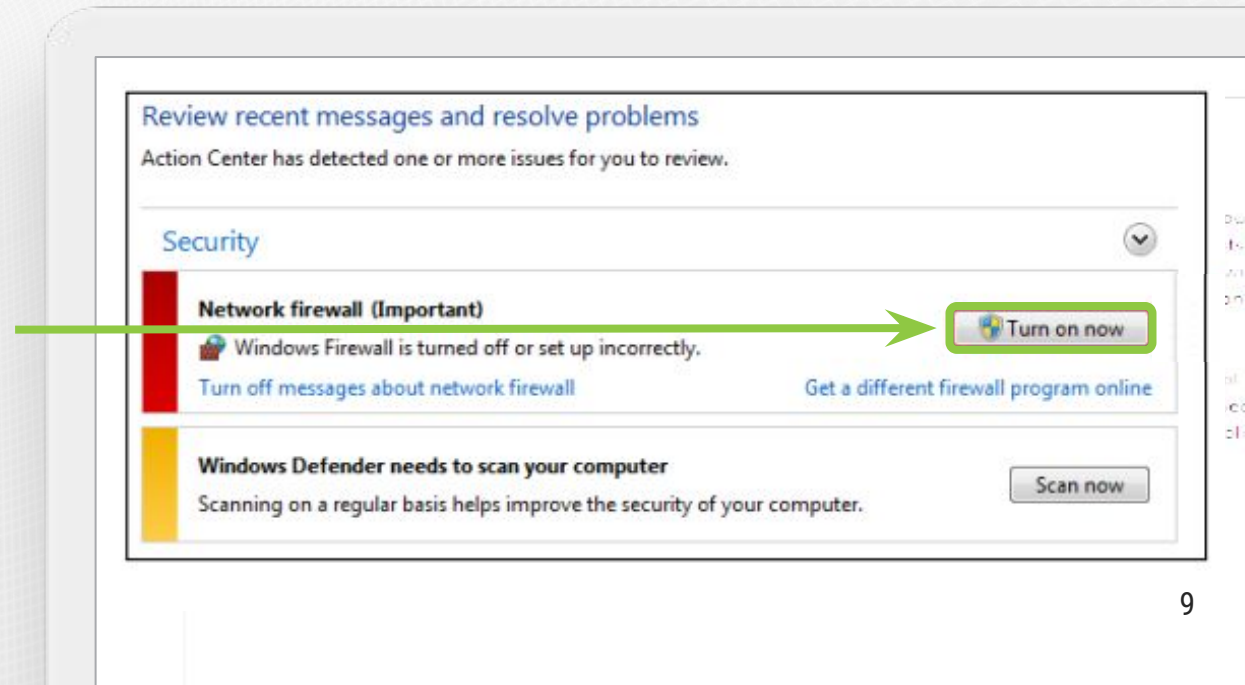 Review recent messages and resolve problems
Action Center has detected one or more issues for you to review.
Security
Network firewall (Important)
Turn on now
Windows Firewall is turned off or set up incorrectly.
Turn off messages about network firewall
Get a different firewall program online
Windows Defender needs to scan your computer
Scan now
Scanning on a regular basis helps improve the security of your computer.
9